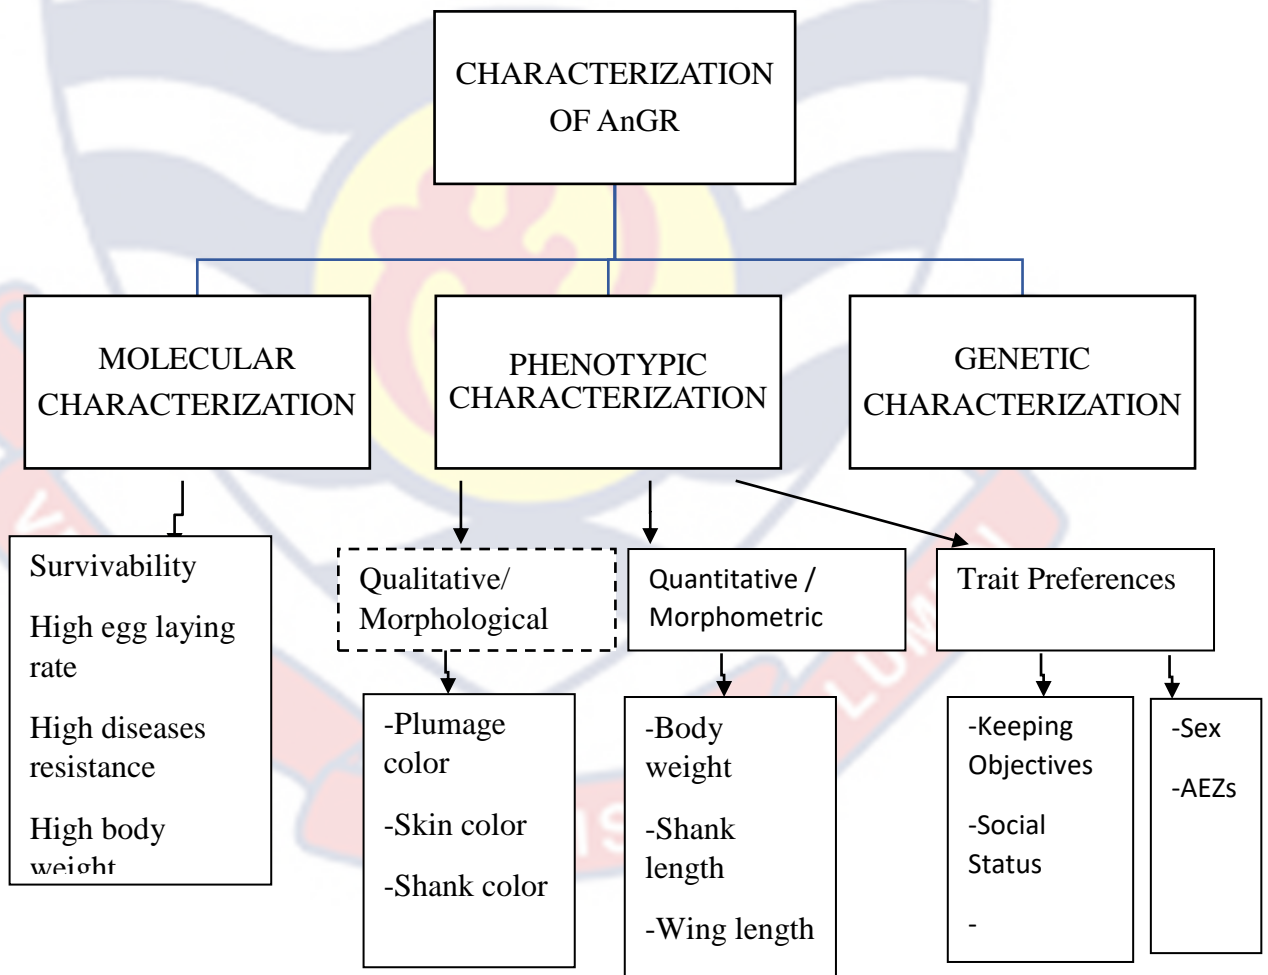 CHARACTERIZATION
OF AnGR
MOLECULAR
CHARACTERIZATION
PHENOTYPIC
CHARACTERIZATION
GENETIC
CHARACTERIZATION
Survivability
High egg laying
rate
High diseases
resistance
High body
weight
Qualitative/
Morphological
-Plumage
color
-Skin color
-Shank color
Quantitative /
Morphometric
-Body
weight
-Shank
length
-Wing length
Trait Preferences
-Keeping
Objectives
-Social
Status
-
-Sex
-AEZs